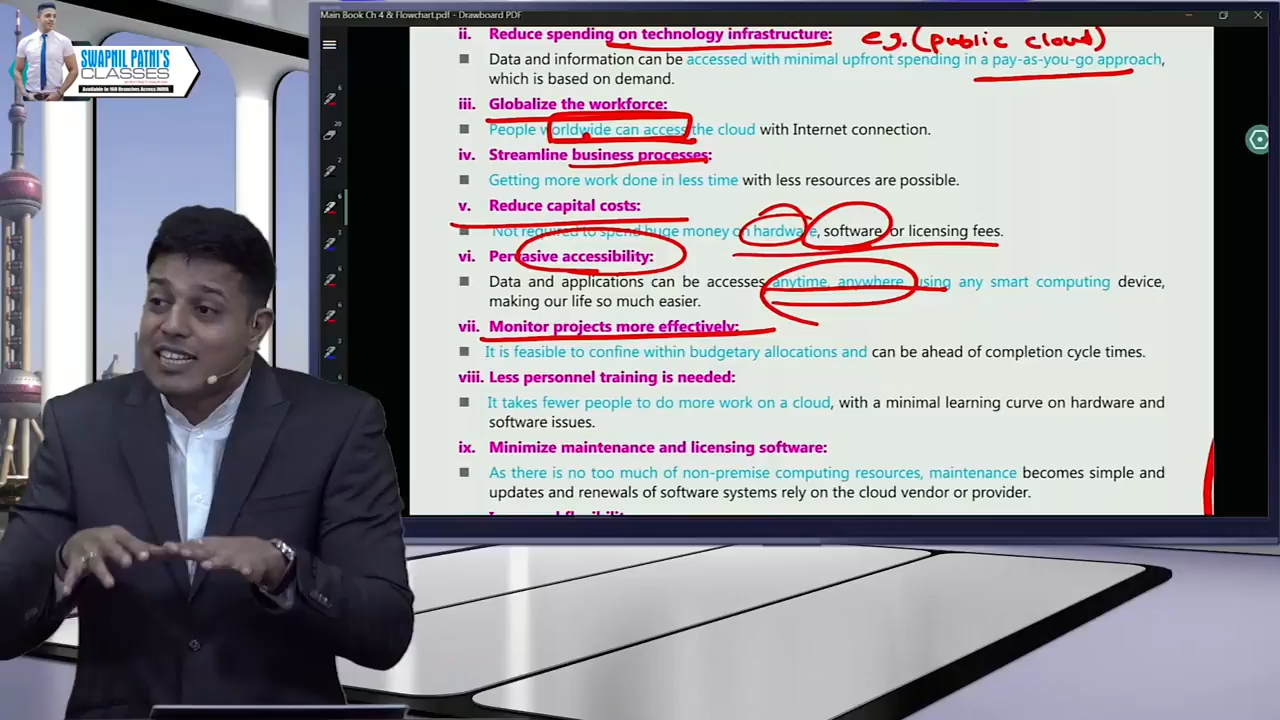 Main Book Ch 4 & Flowchart.pdf - Drawboard PDF
SWAPNIL PATNI'S
CLASSES
Available In 160 Branches Across INDIA
ii. Reduce spending on technology infrastructure: e.g. (public cloud)
■ Data and information can be accessed with minimal upfront spending in a pay-as-you-go approach,
which is based on demand.
iii. Globalize the workforce:
■ People worldwide can access the cloud with Internet connection.
iv. Streamline business processes:
■ Getting more work done in less time with less resources are possible.
v. Reduce capital costs:
■ Not required to spend huge money on hardware, software or licensing fees.
vi. Pervasive accessibility:
■ Data and applications can be accesses anytime, anywhere, using any smart computing device,
making our life so much easier.
vii. Monitor projects more effectively:
■ It is feasible to confine within budgetary allocations and can be ahead of completion cycle times.
viii. Less personnel training is needed:
■ It takes fewer people to do more work on a cloud, with a minimal learning curve on hardware and
software issues.
ix. Minimize maintenance and licensing software:
■ As there is no too much of non-premise computing resources, maintenance becomes simple and
updates and renewals of software systems rely on the cloud vendor or provider.